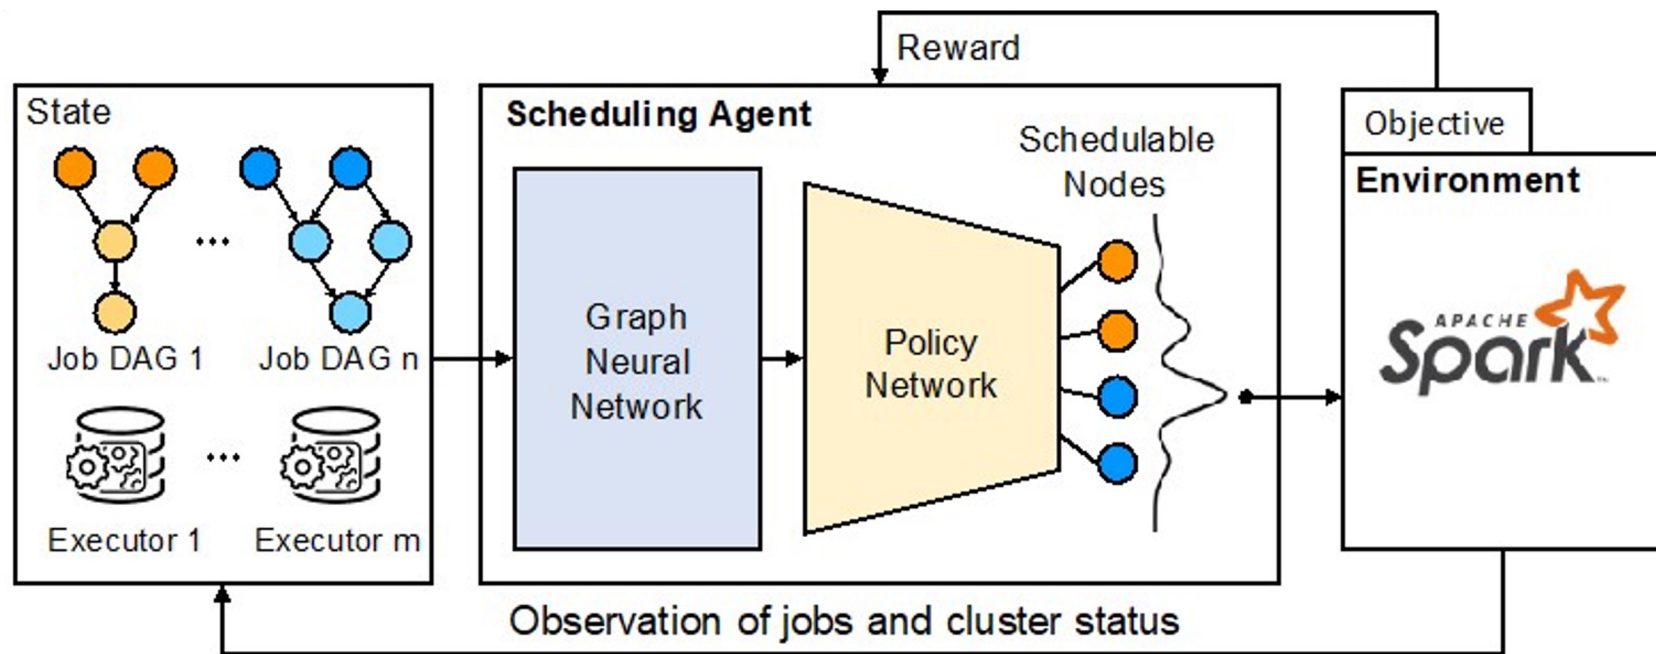 Reward
State
Scheduling Agent
Schedulable
Nodes
Objective
Environment
Graph
Neural
Network
Policy
Network
APACHE
Spark
Job DAG 1
Job DAG n
Executor 1
Executor m
Observation of jobs and cluster status